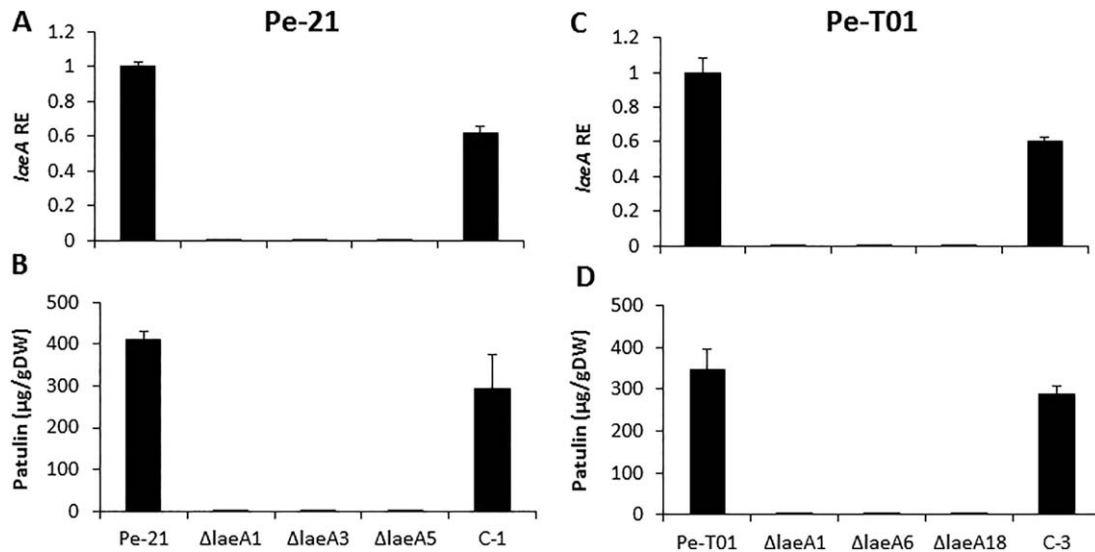 A
Pe-21
1.2
1
0.8
0.6
0.4
0.2
0
laeA RE
B
500
400
300
200
100
0
Patulin (µg/gDW)
Pe-21
ΔlaeA1
ΔlaeA3
ΔlaeA5
C-1
C
Pe-T01
1.2
1
0.8
0.6
0.4
0.2
0
laeA RE
D
500
400
300
200
100
0
Patulin (µg/gDW)
Pe-T01
ΔlaeA1
ΔlaeA6
ΔlaeA18
C-3